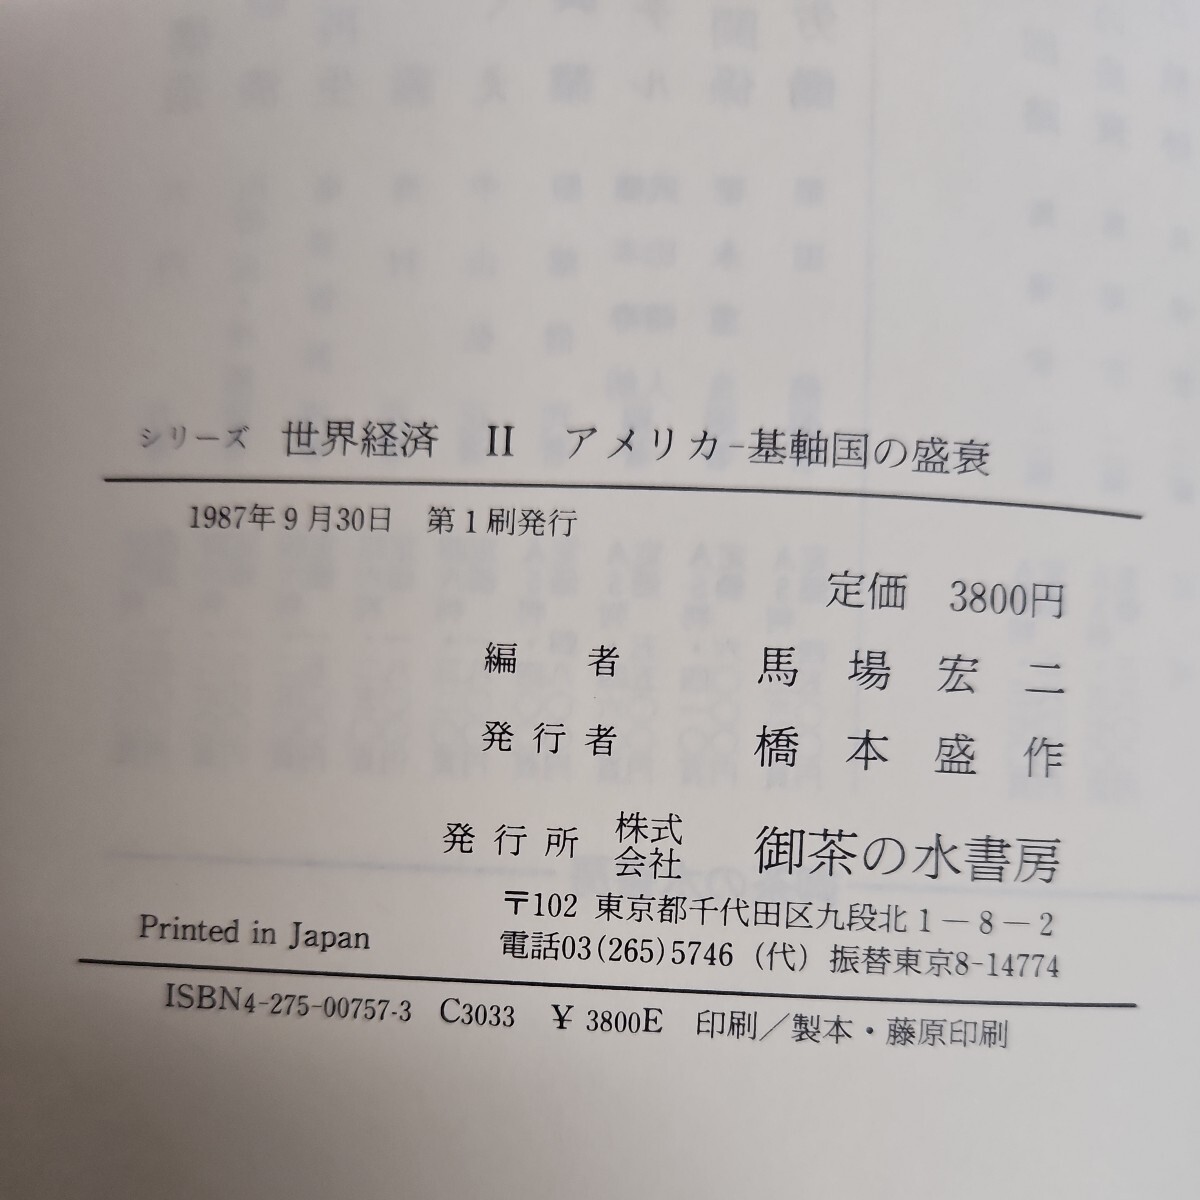 シリーズ 世界経済 II アメリカ-基軸国の盛衰
1987年9月30日 第1刷発行
定価 3800円
編者 馬場宏二
発行者 橋本盛作
発行所 株式会社 御茶の水書房
〒102 東京都千代田区九段北1-8-2
Printed in Japan 電話03(265)5746 (代) 振替東京8-14774
ISBN4-275-00757-3 C3033 ¥3800E 印刷/製本・藤原印刷